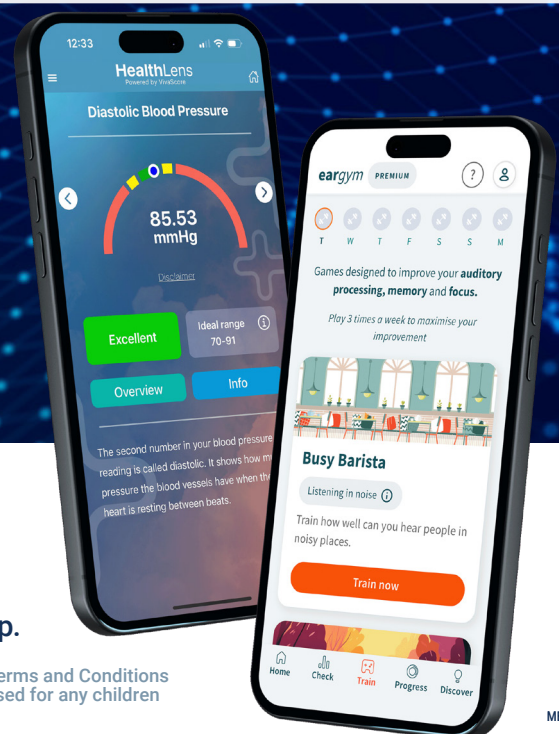 12:33
HealthLens
Powered by VivaScore
Diastolic Blood Pressure
85.53
mmHg
Disclaimer
Excellent
Ideal range
70-91
Overview
Info
The second number in your blood pressure
reading is called diastolic. It shows how
pressure the blood vessels have when the
heart is resting between beats.
eargym PREMIUM ?
T W T F S S M
Games designed to improve your auditory
processing, memory and focus.
Play 3 times a week to maximise your
improvement
Busy Barista
Listening in noise
Train how well can you hear people in
noisy places.
Train now
Home Check Train Progress Discover
p.
erms and Conditions
sed for any children